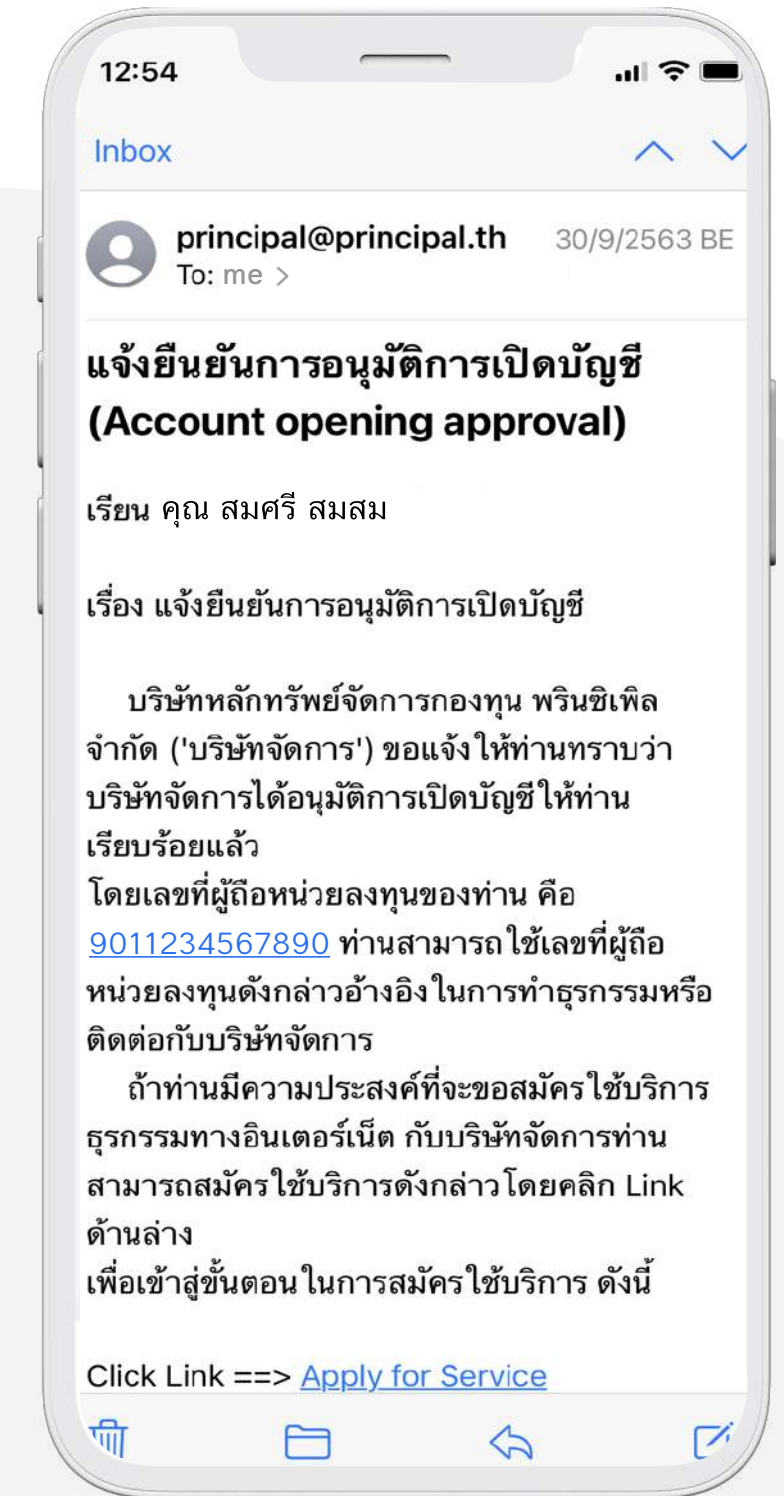 12:54
Inbox
principal@principal.th 30/9/2563 BE
To: me >
แจ้งยืนยันการอนุมัติการเปิดบัญชี
(Account opening approval)
เรียน คุณ สมศรี สมสม
เรื่อง แจ้งยืนยันการอนุมัติการเปิดบัญชี
บริษัทหลักทรัพย์จัดการกองทุน พรินซิเพิล
จำกัด ('บริษัทจัดการ') ขอแจ้งให้ท่านทราบว่า
บริษัทจัดการได้อนุมัติการเปิดบัญชีให้ท่าน
เรียบร้อยแล้ว
โดยเลขที่ผู้ถือหน่วยลงทุนของท่าน คือ
9011234567890 ท่านสามารถใช้เลขที่ผู้ถือ
หน่วยลงทุนดังกล่าวอ้างอิงในการทำธุรกรรมหรือ
ติดต่อกับบริษัทจัดการ
ถ้าท่านมีความประสงค์ที่จะขอสมัครใช้บริการ
ธุรกรรมทางอินเตอร์เน็ต กับบริษัทจัดการท่าน
สามารถสมัครใช้บริการดังกล่าวโดยคลิก Link
ด้านล่าง
เพื่อเข้าสู่ขั้นตอนในการสมัครใช้บริการ ดังนี้
Click Link ==> Apply for Service